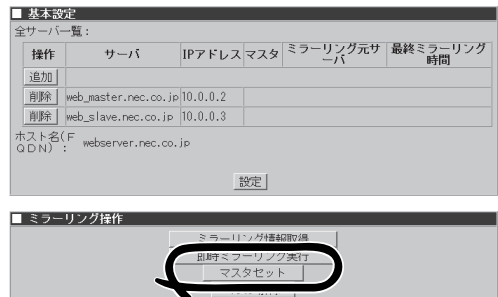 ■ 基本設定
全サーバ一覧：
操作 サーバ IPアドレス マスタ ミラーリング元サーバ 最終ミラーリング時間
追加
削除 web_master.nec.co.jp 10.0.0.2
削除 web_slave.nec.co.jp 10.0.0.3
ホスト名(FQDN)： webserver.nec.co.jp
設定
■ ミラーリング操作
ミラーリング情報取得
即時ミラーリング実行
マスタセット